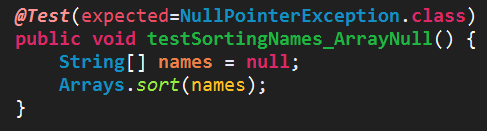 @Test(expected=NullPointerException.class)
public void testSortingNames_ArrayNull() {
    String[] names = null;
    Arrays.sort(names);
}